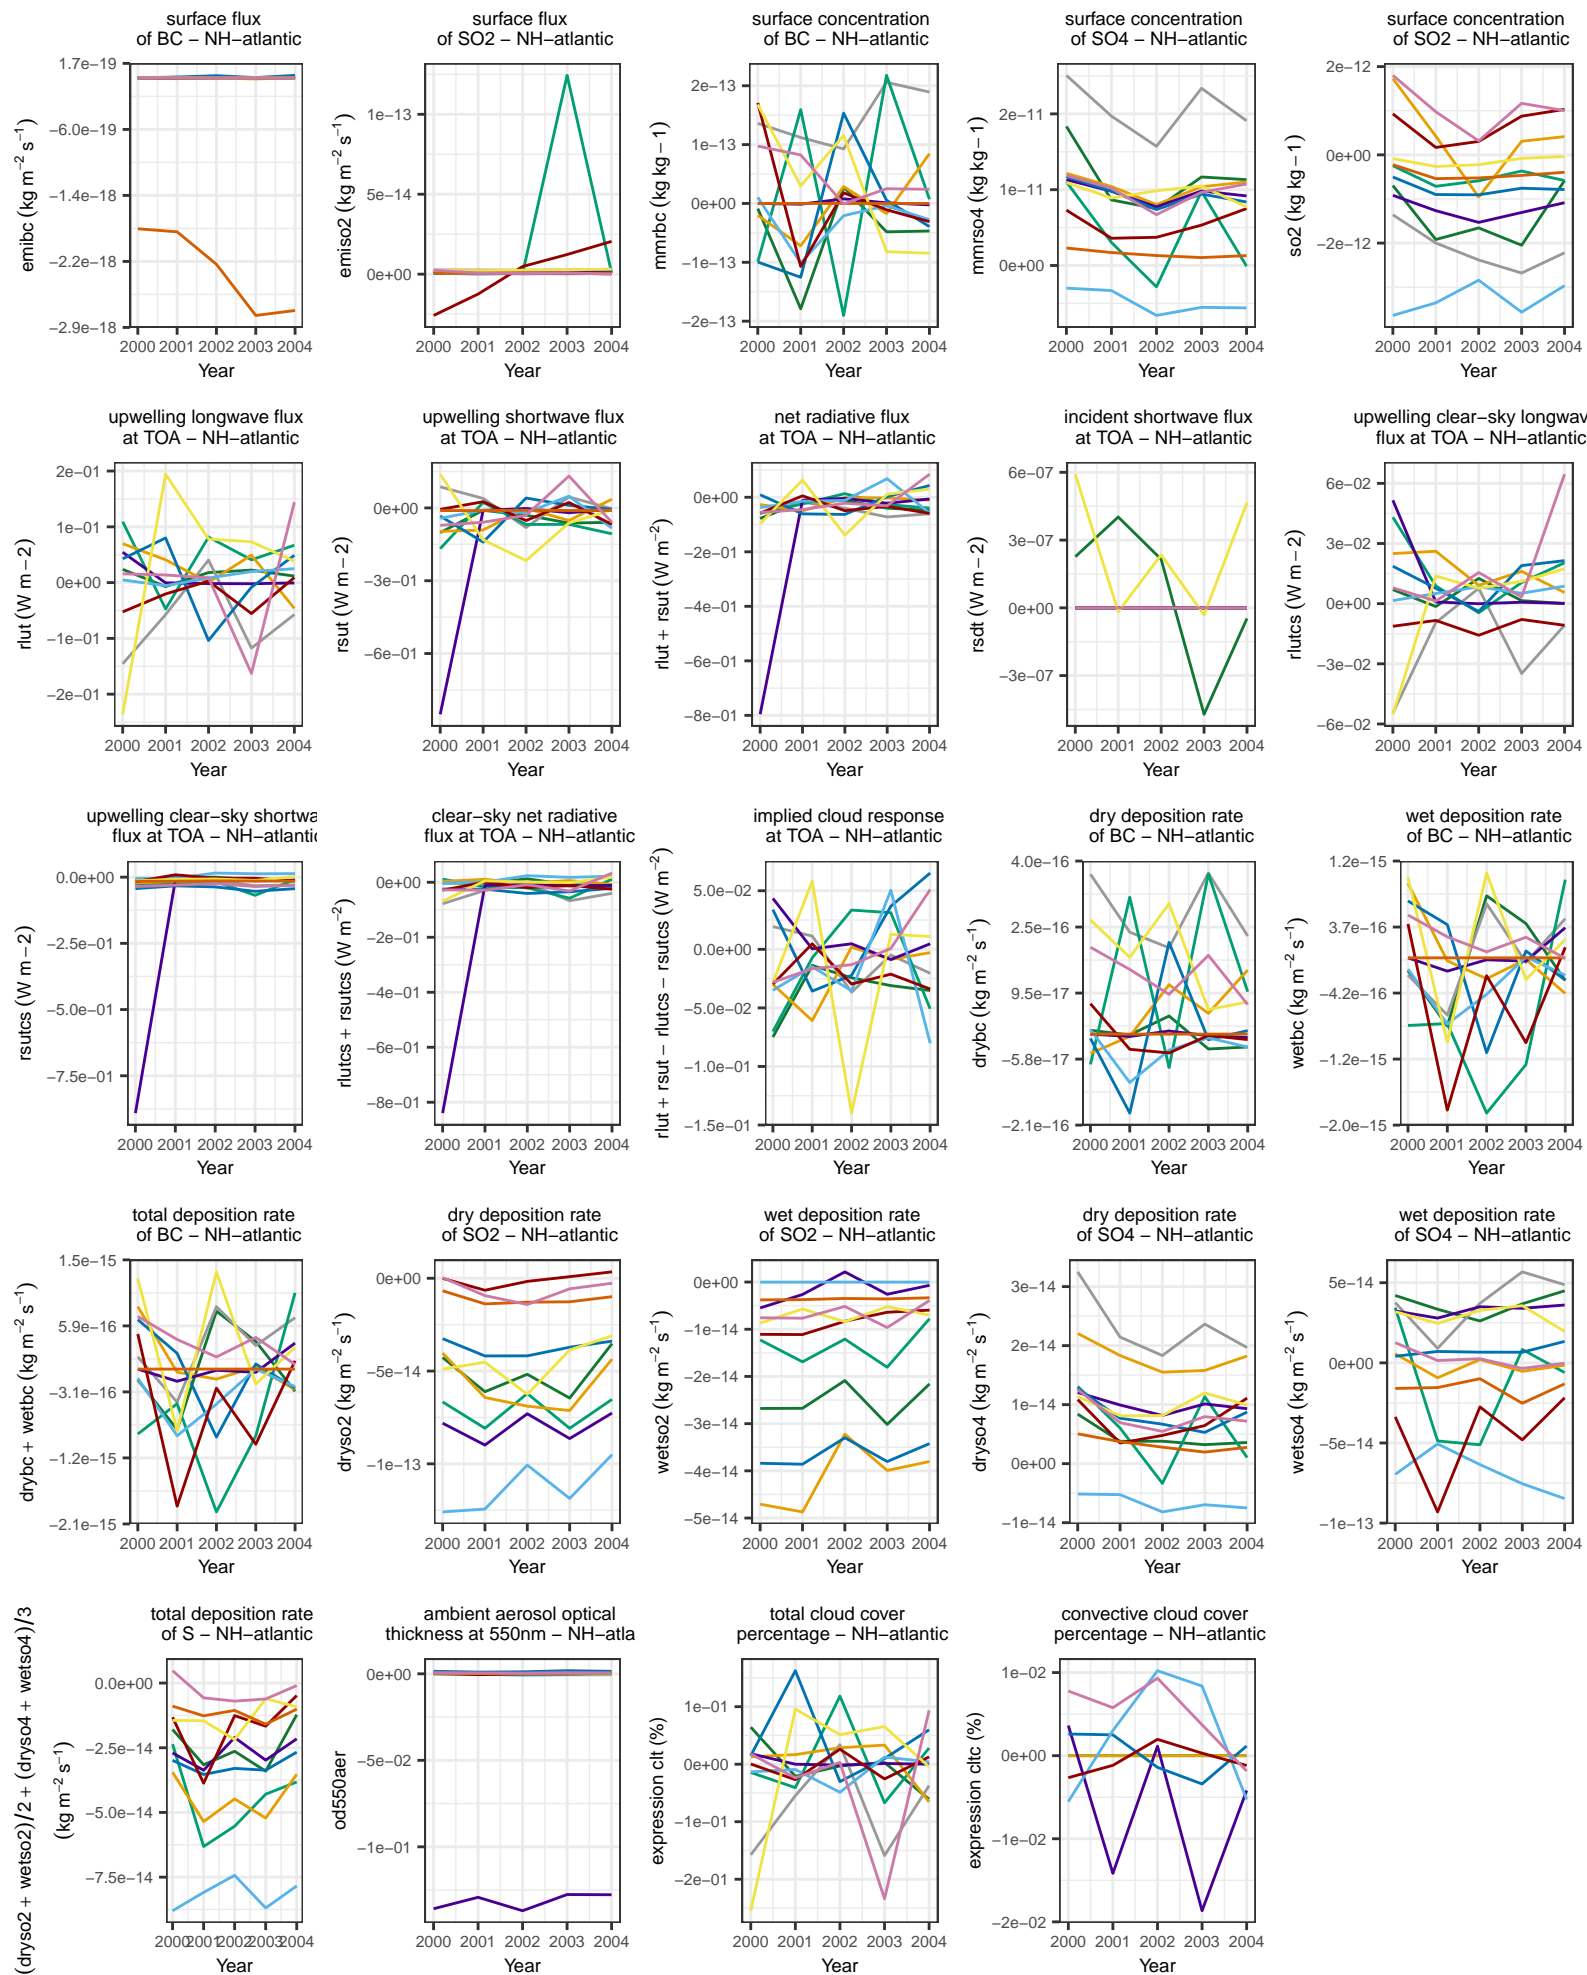 surface flux
of BC − NH−atlantic
emibc (kg m−2 s−1)
1.7e−19
−6.0e−19
−1.4e−18
−2.2e−18
−2.9e−18
2000 2001 2002 2003 2004
Year
surface flux
of SO2 − NH−atlantic
emiso2 (kg m−2 s−1)
1e−13
5e−14
0e+00
2000 2001 2002 2003 2004
Year
surface concentration
of BC − NH−atlantic
mmrbc (kg kg−1)
2e−13
1e−13
0e+00
−1e−13
−2e−13
2000 2001 2002 2003 2004
Year
surface concentration
of SO4 − NH−atlantic
mmrso4 (kg kg−1)
2e−11
1e−11
0e+00
2000 2001 2002 2003 2004
Year
surface concentration
of SO2 − NH−atlantic
so2 (kg kg−1)
2e−12
0e+00
−2e−12
2000 2001 2002 2003 2004
Year
upwelling longwave flux
at TOA − NH−atlantic
rlut (W m−2)
2e−01
1e−01
0e+00
−1e−01
−2e−01
2000 2001 2002 2003 2004
Year
upwelling shortwave flux
at TOA − NH−atlantic
rsut (W m−2)
0e+00
−3e−01
−6e−01
2000 2001 2002 2003 2004
Year
net radiative flux
at TOA − NH−atlantic
rlut + rsut (W m−2)
0e+00
−2e−01
−4e−01
−6e−01
−8e−01
2000 2001 2002 2003 2004
Year
incident shortwave flux
at TOA − NH−atlantic
rsdt (W m−2)
6e−07
3e−07
0e+00
−3e−07
2000 2001 2002 2003 2004
Year
upwelling clear−sky longwav
flux at TOA − NH−atlantic
rlutcs (W m−2)
6e−02
3e−02
0e+00
−3e−02
−6e−02
2000 2001 2002 2003 2004
Year
upwelling clear−sky shortwa
flux at TOA − NH−atlantic
rsutcs (W m−2)
0.0e+00
−2.5e−01
−5.0e−01
−7.5e−01
2000 2001 2002 2003 2004
Year
clear−sky net radiative
flux at TOA − NH−atlantic
rlutcs + rsutcs (W m−2)
0e+00
−2e−01
−4e−01
−6e−01
−8e−01
2000 2001 2002 2003 2004
Year
implied cloud response
at TOA − NH−atlantic
rlut + rsut − rlutcs − rsutcs (W m−2)
5.0e−02
0.0e+00
−5.0e−02
−1.0e−01
−1.5e−01
2000 2001 2002 2003 2004
Year
dry deposition rate
of BC − NH−atlantic
drybc (kg m−2 s−1)
4.0e−16
2.5e−16
9.5e−17
−5.8e−17
−2.1e−16
2000 2001 2002 2003 2004
Year
wet deposition rate
of BC − NH−atlantic
wetbc (kg m−2 s−1)
1.2e−15
3.7e−16
−4.2e−16
−1.2e−15
−2.0e−15
2000 2001 2002 2003 2004
Year
total deposition rate
of BC − NH−atlantic
drybc + wetbc (kg m−2 s−1)
1.5e−15
5.9e−16
−3.1e−16
−1.2e−15
−2.1e−15
2000 2001 2002 2003 2004
Year
dry deposition rate
of SO2 − NH−atlantic
dryso2 (kg m−2 s−1)
0e+00
−5e−14
−1e−13
2000 2001 2002 2003 2004
Year
wet deposition rate
of SO2 − NH−atlantic
wetso2 (kg m−2 s−1)
0e+00
−1e−14
−2e−14
−3e−14
−4e−14
−5e−14
2000 2001 2002 2003 2004
Year
dry deposition rate
of SO4 − NH−atlantic
dryso4 (kg m−2 s−1)
3e−14
2e−14
1e−14
0e+00
−1e−14
2000 2001 2002 2003 2004
Year
wet deposition rate
of SO4 − NH−atlantic
wetso4 (kg m−2 s−1)
5e−14
0e+00
−5e−14
−1e−13
2000 2001 2002 2003 2004
Year
total deposition rate
of S − NH−atlantic
(dryso2 + wetso2)/2 + (dryso4 + wetso4)/3
(kg m−2 s−1)
0.0e+00
−2.5e−14
−5.0e−14
−7.5e−14
2000 2001 2002 2003 2004
Year
ambient aerosol optical
thickness at 550nm − NH−atla
od550aer
0e+00
−5e−02
−1e−01
2000 2001 2002 2003 2004
Year
total cloud cover
percentage − NH−atlantic
expression clt (%)
1e−01
0e+00
−1e−01
−2e−01
2000 2001 2002 2003 2004
Year
convective cloud cover
percentage − NH−atlantic
expression cltc (%)
1e−02
0e+00
−1e−02
−2e−02
2000 2001 2002 2003 2004
Year